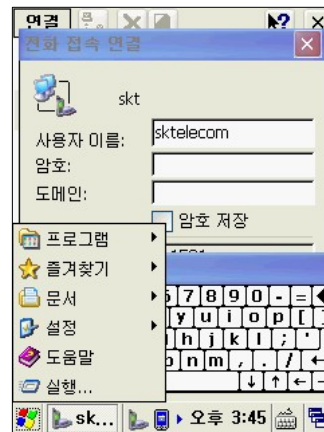 연결
전화 접속 연결
skt
사용자 이름: sktelecom
암호:
도메인:
암호 저장
프로그램
즐겨찾기
문서
설정
도움말
실행...
7 8 9 0 - =
y u i o p [ ]
h j k l ; '
n m , . /
sk...
오후 3:45